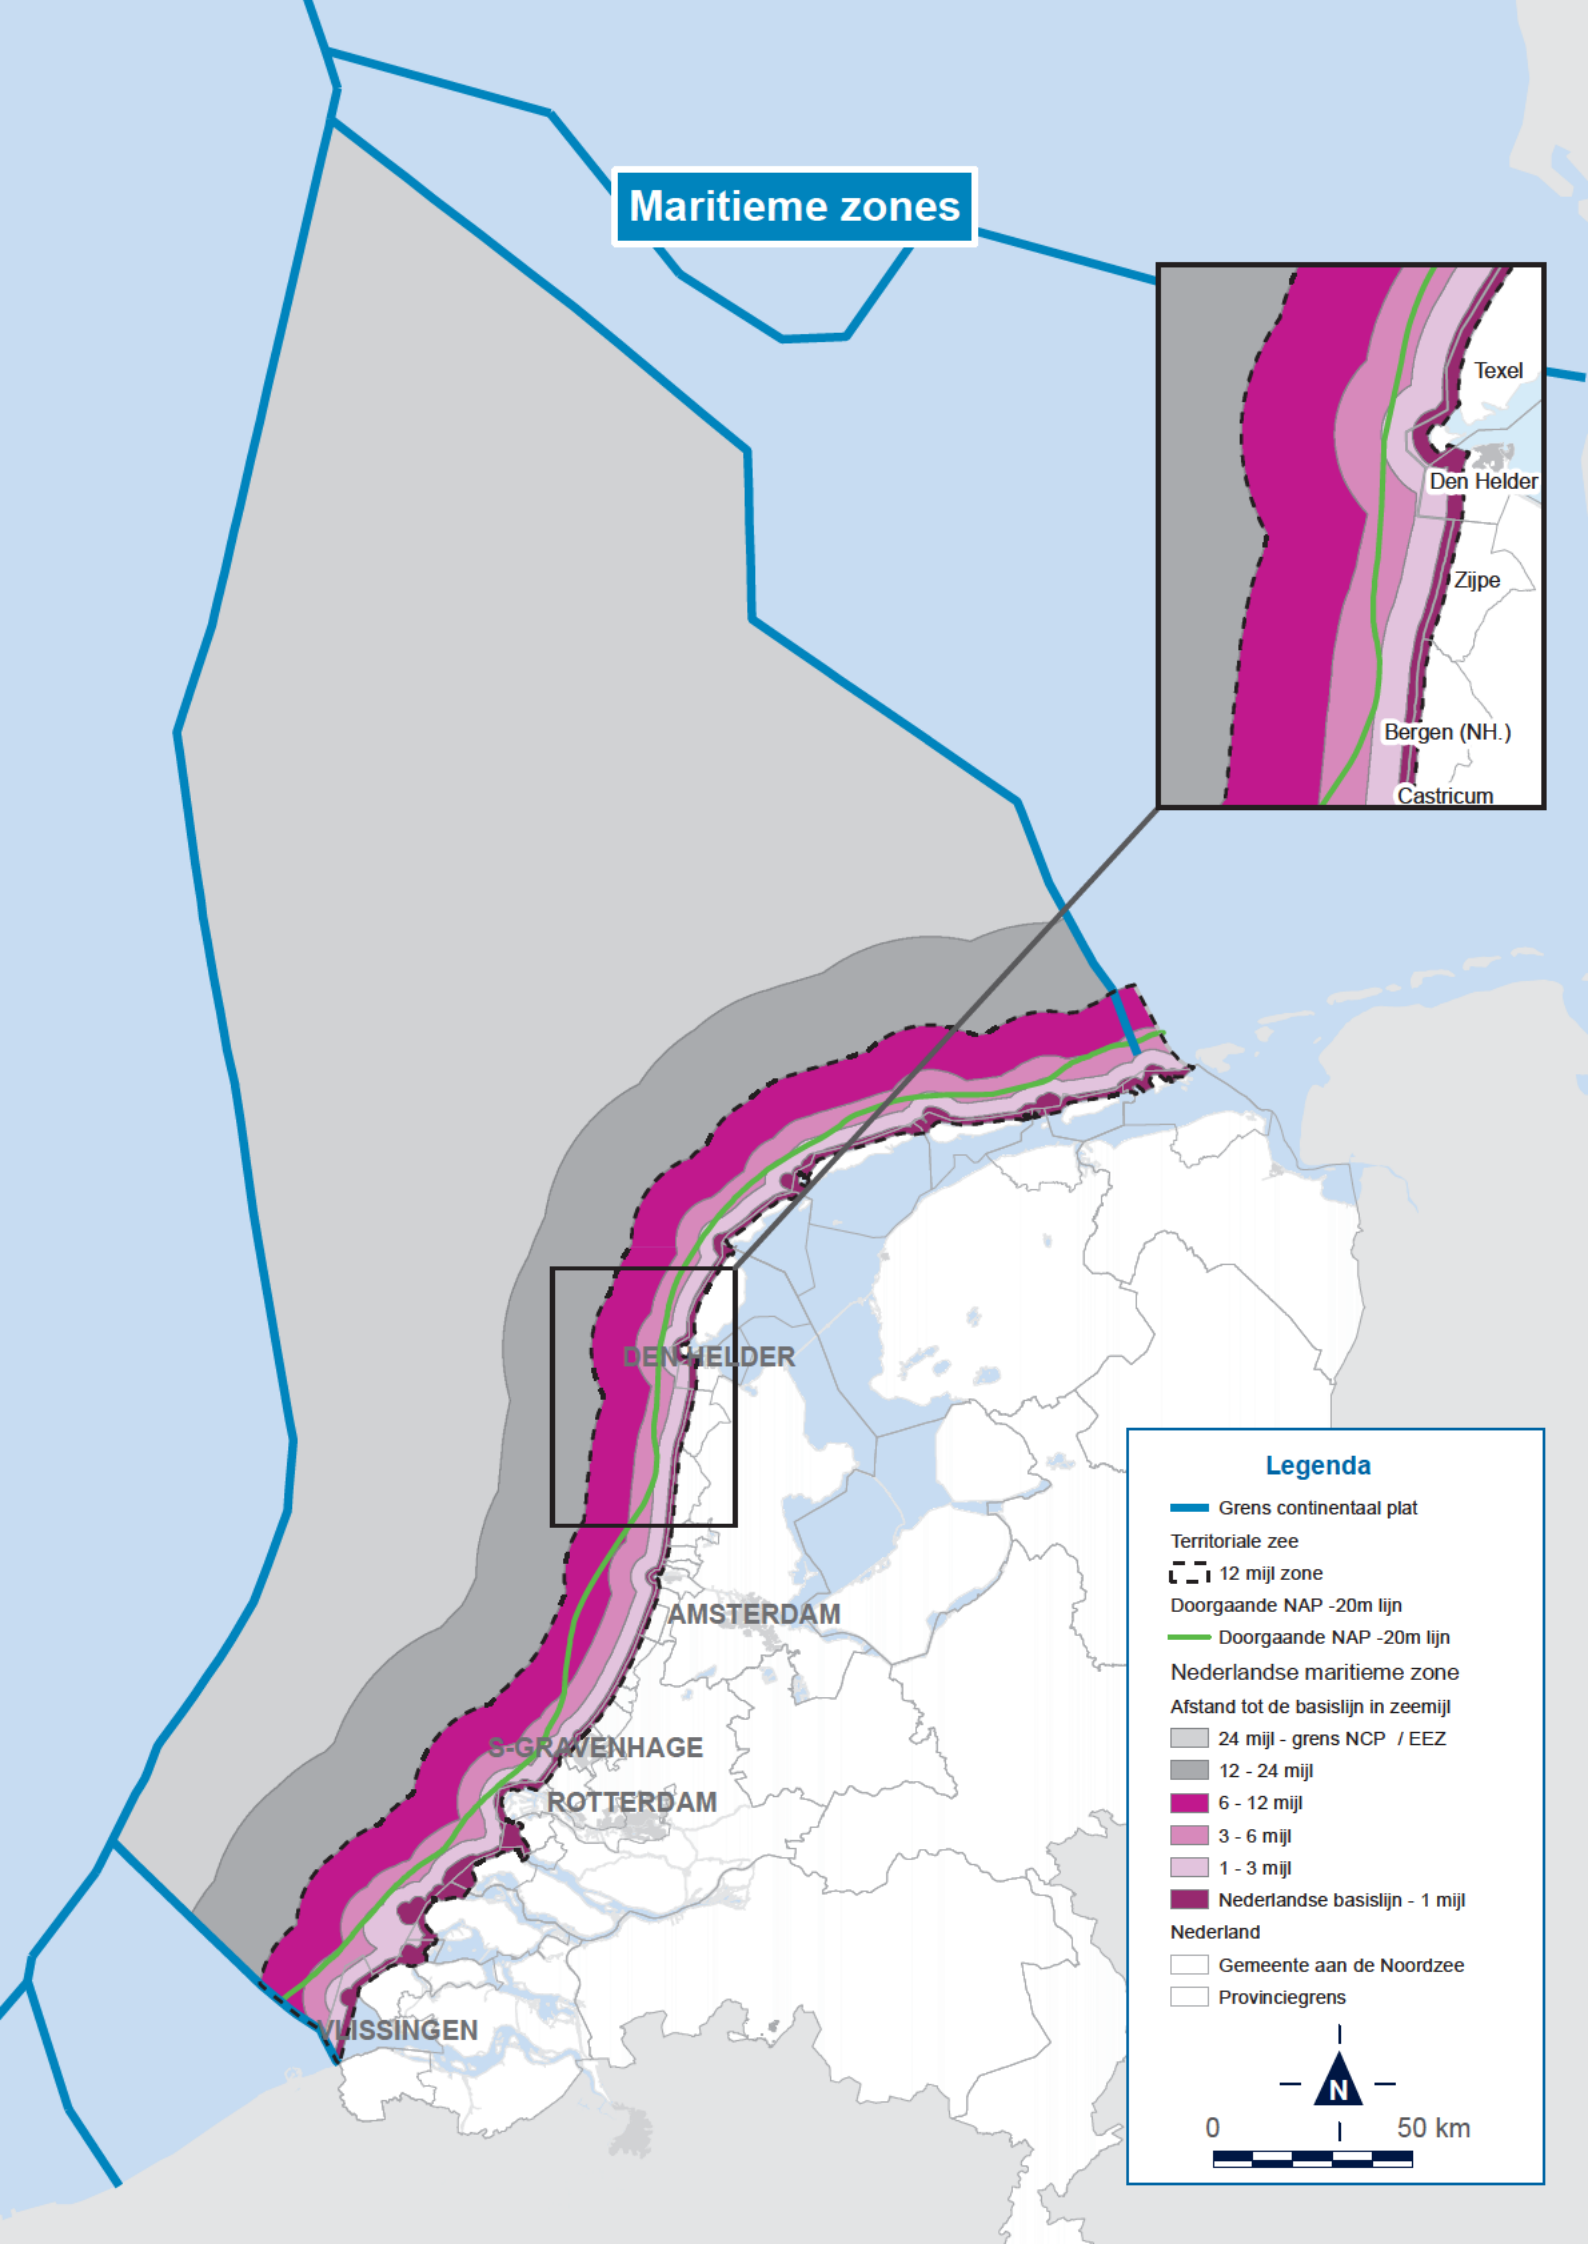 Maritieme zones
Texel
Den Helder
Zijpe
Bergen (NH.)
Castricum
DEN HELDER
AMSTERDAM
S-GRAVENHAGE
ROTTERDAM
VLISSINGEN
Legenda
Grens continentaal plat
Territoriale zee
12 mijl zone
Doorgaande NAP -20m lijn
Doorgaande NAP -20m lijn
Nederlandse maritieme zone
Afstand tot de basislijn in zeemijl
24 mijl - grens NCP / EEZ
12 - 24 mijl
6 - 12 mijl
3 - 6 mijl
1 - 3 mijl
Nederlandse basislijn - 1 mijl
Nederland
Gemeente aan de Noordzee
Provinciegrens
N
0 50 km